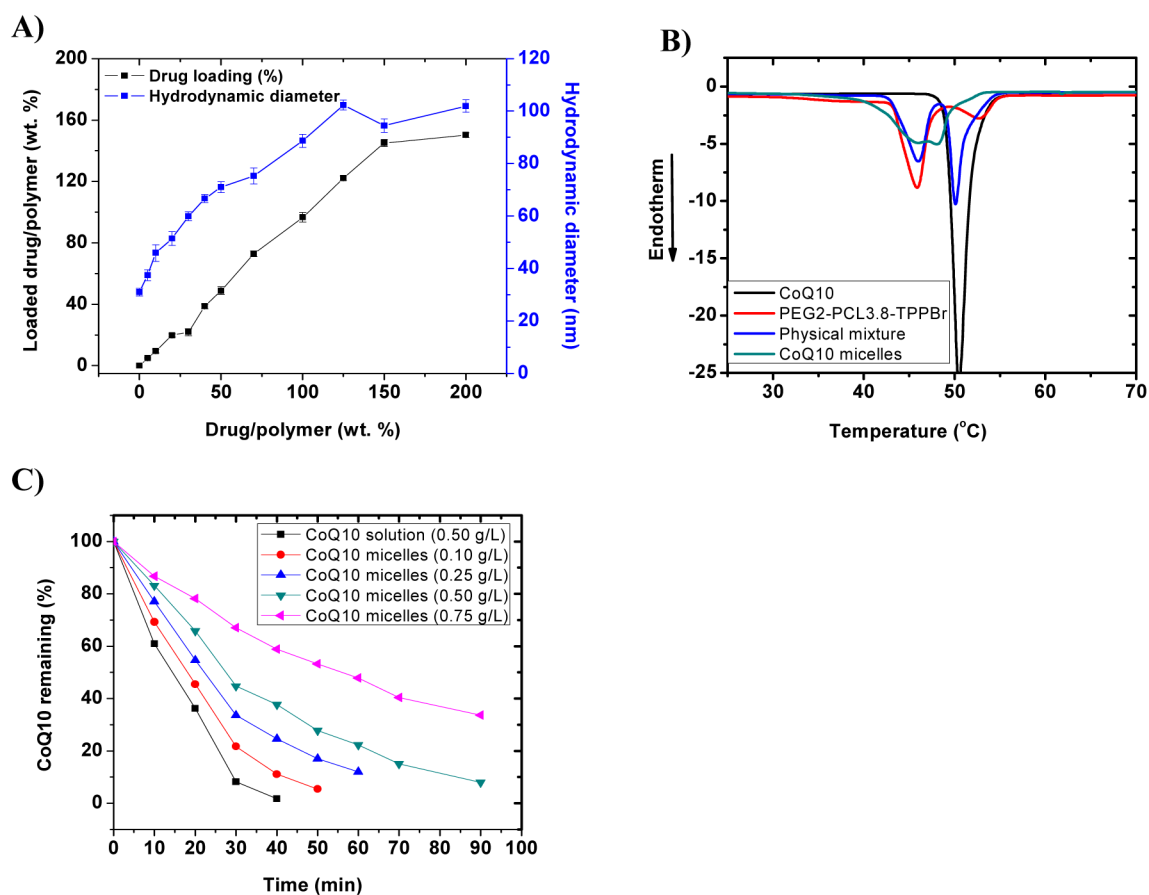 A)
200
160
120
80
40
0
Loaded drug/polymer (wt. %)
Drug loading (%)
Hydrodynamic diameter
120
100
80
60
40
20
0
Hydrodynamic diameter (nm)
0
50
100
150
200
Drug/polymer (wt. %)
B)
0
-5
-10
-15
-20
-25
Endotherm
CoQ10
PEG2-PCL3.8-TPPBr
Physical mixture
CoQ10 micelles
30
40
50
60
70
Temperature (°C)
C)
100
80
60
40
20
0
CoQ10 remaining (%)
CoQ10 solution (0.50 g/L)
CoQ10 micelles (0.10 g/L)
CoQ10 micelles (0.25 g/L)
CoQ10 micelles (0.50 g/L)
CoQ10 micelles (0.75 g/L)
0 10 20 30 40 50 60 70 80 90 100
Time (min)